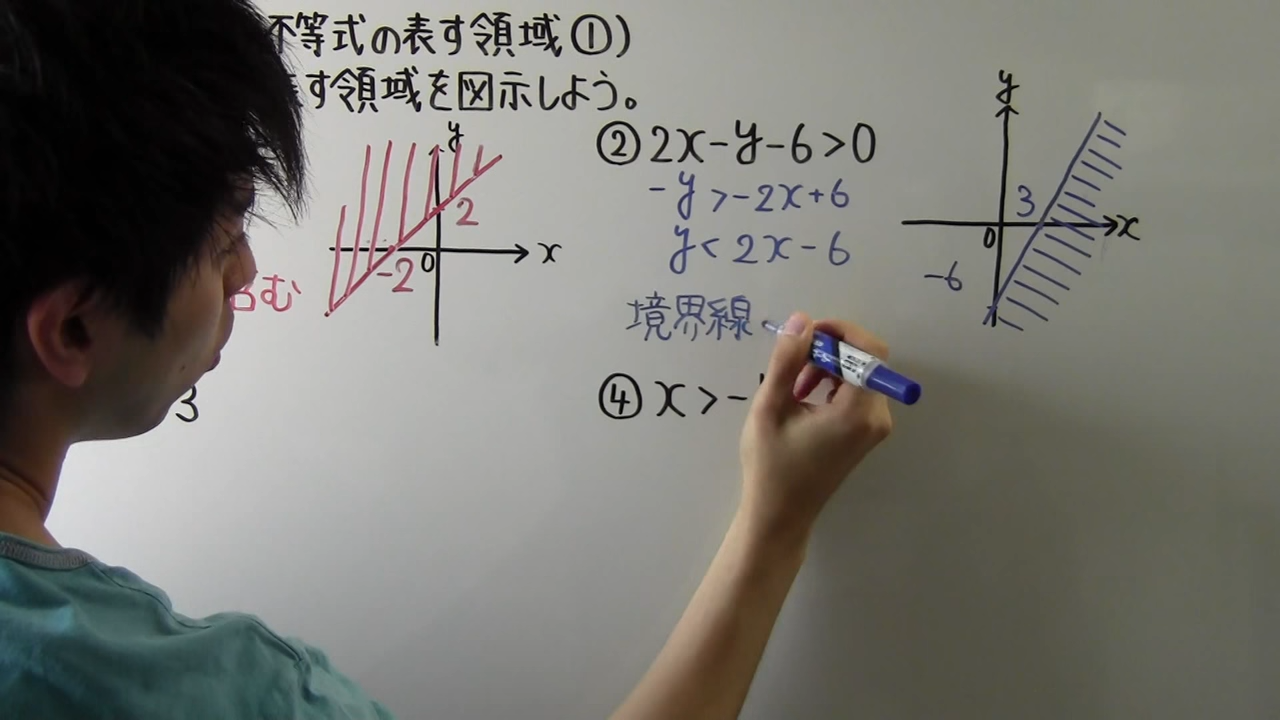 不等式の表す領域①)
す領域を図示しよう。
y
x
0
2
-2
含む
3
② 2x-y-6>0
-y>-2x+6
y<2x-6
境界線
④ x>-
y
x
0
3
-6